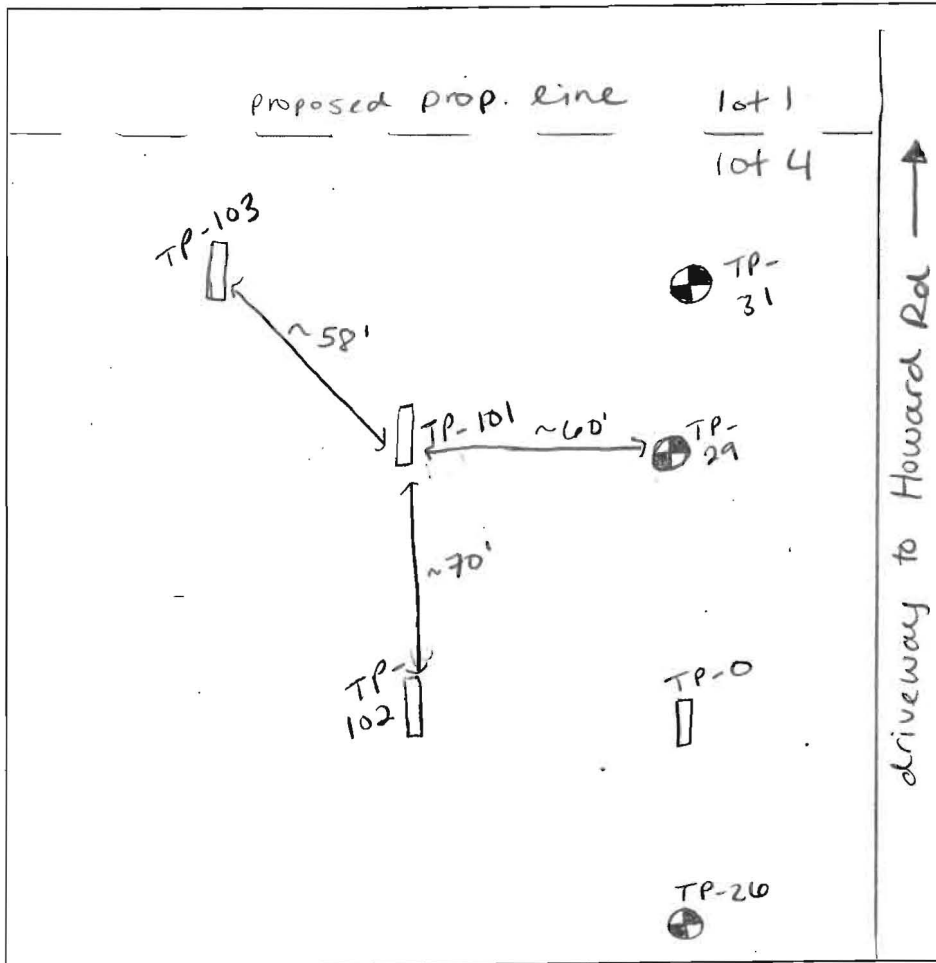 proposed prop. line
lot 1
lot 4
TP-103
TP-
31
~58'
TP-101
~60'
TP-
29
~70'
TP-
102
TP-0
TP-26
driveway to Howard Rd